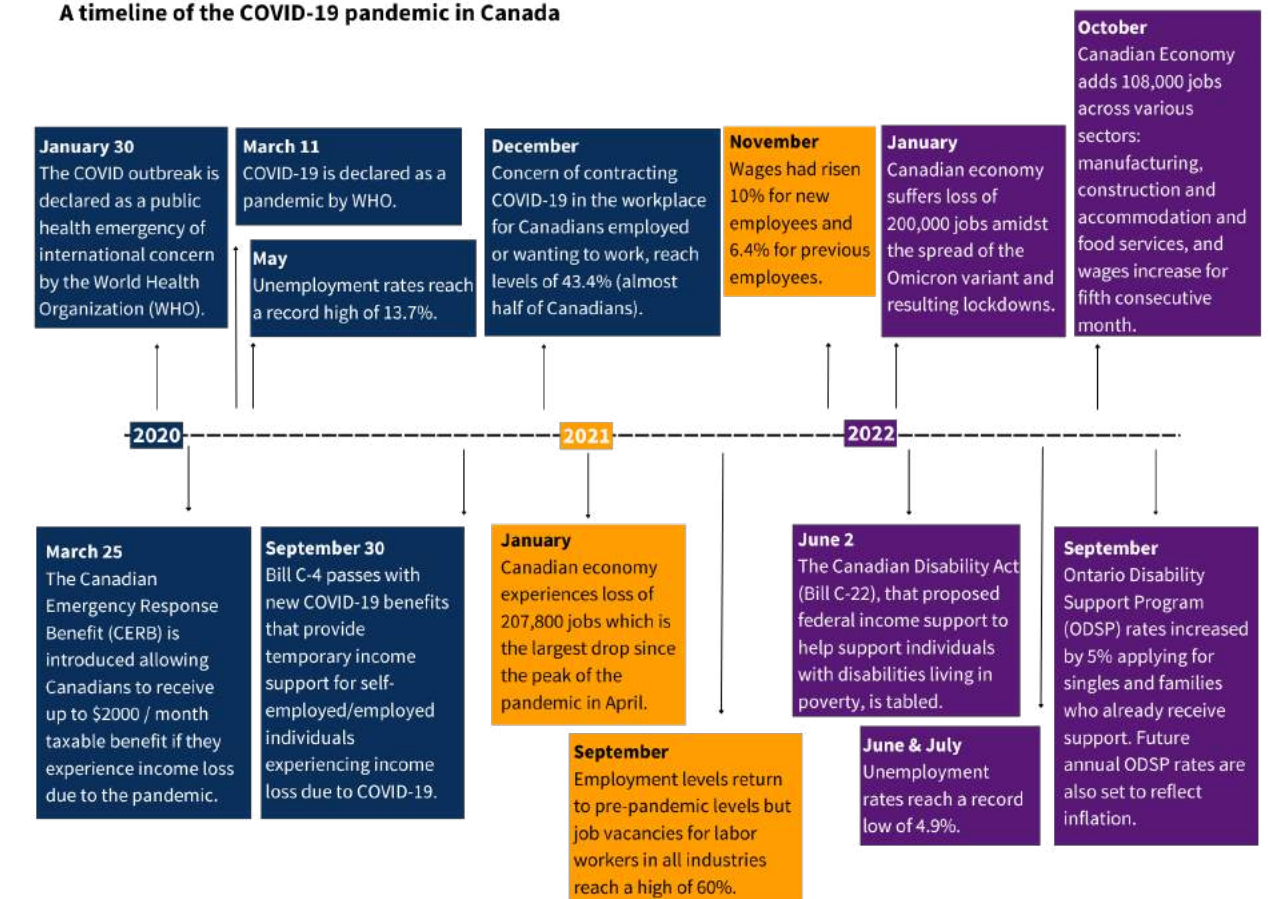 A timeline of the COVID-19 pandemic in Canada
January 30
The COVID outbreak is
declared as a public
health emergency of
international concern
by the World Health
Organization (WHO).
March 11
COVID-19 is declared as a
pandemic by WHO.
May
Unemployment rates reach
a record high of 13.7%.
December
Concern of contracting
COVID-19 in the workplace
for Canadians employed
or wanting to work, reach
levels of 43.4% (almost
half of Canadians).
November
Wages had risen
10% for new
employees and
6.4% for previous
employees.
January
Canadian economy
suffers loss of
200,000 jobs amidst
the spread of the
Omicron variant and
resulting lockdowns.
October
Canadian Economy
adds 108,000 jobs
across various
sectors:
manufacturing,
construction and
accommodation and
food services, and
wages increase for
fifth consecutive
month.
2020
2021
2022
March 25
The Canadian
Emergency Response
Benefit (CERB) is
introduced allowing
Canadians to receive
up to $2000 / month
taxable benefit if they
experience income loss
due to the pandemic.
September 30
Bill C-4 passes with
new COVID-19 benefits
that provide
temporary income
support for self-
employed/employed
individuals
experiencing income
loss due to COVID-19.
January
Canadian economy
experiences loss of
207,800 jobs which is
the largest drop since
the peak of the
pandemic in April.
September
Employment levels return
to pre-pandemic levels but
job vacancies for labor
workers in all industries
reach a high of 60%.
June 2
The Canadian Disability Act
(Bill C-22), that proposed
federal income support to
help support individuals
with disabilities living in
poverty, is tabled.
June & July
Unemployment
rates reach a record
low of 4.9%.
September
Ontario Disability
Support Program
(ODSP) rates increased
by 5% applying for
singles and families
who already receive
support. Future
annual ODSP rates are
also set to reflect
inflation.